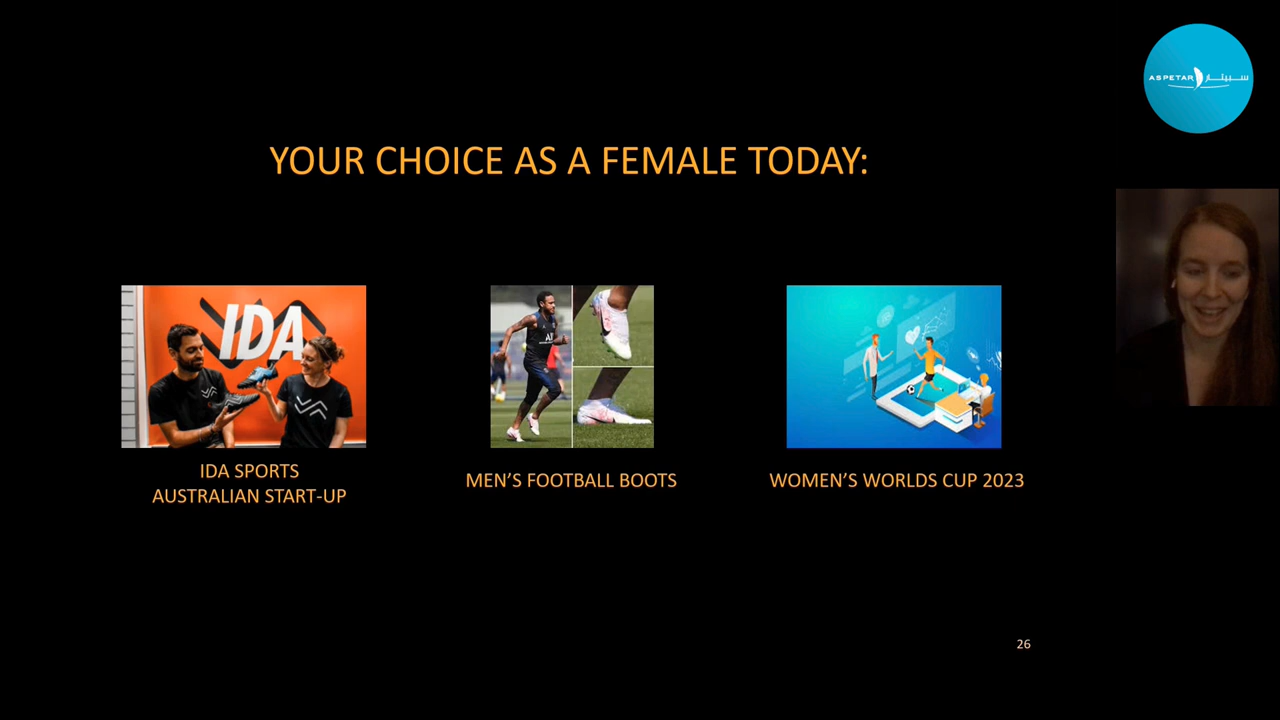 ASPETAR سبيتار
YOUR CHOICE AS A FEMALE TODAY:
IDA
IDA SPORTS
AUSTRALIAN START-UP
MEN'S FOOTBALL BOOTS
WOMEN'S WORLDS CUP 2023
26